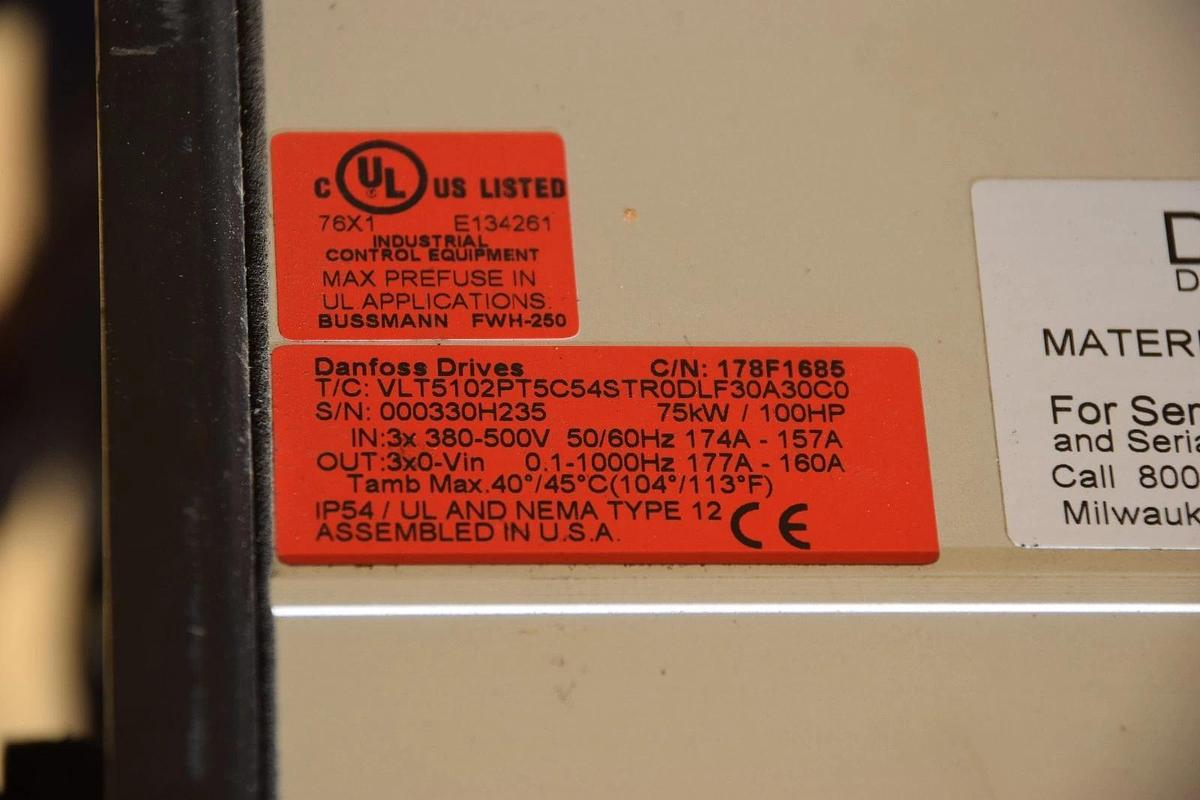 C UL US LISTED
76X1 E134261
INDUSTRIAL
CONTROL EQUIPMENT
MAX PREFUSE IN
UL APPLICATIONS.
BUSSMANN FWH-250
Danfoss Drives C/N: 178F1685
T/C: VLT5102PT5C54STR0DLF30A30C0
S/N: 000330H235 75kW / 100HP
IN:3x 380-500V 50/60Hz 174A - 157A
OUT:3x0-Vin 0.1-1000Hz 177A - 160A
Tamb Max.40°/45°C(104°/113°F)
IP54 / UL AND NEMA TYPE 12 CE
ASSEMBLED IN U.S.A.
D
D
MATERI
For Ser
and Seria
Call 800
Milwauk